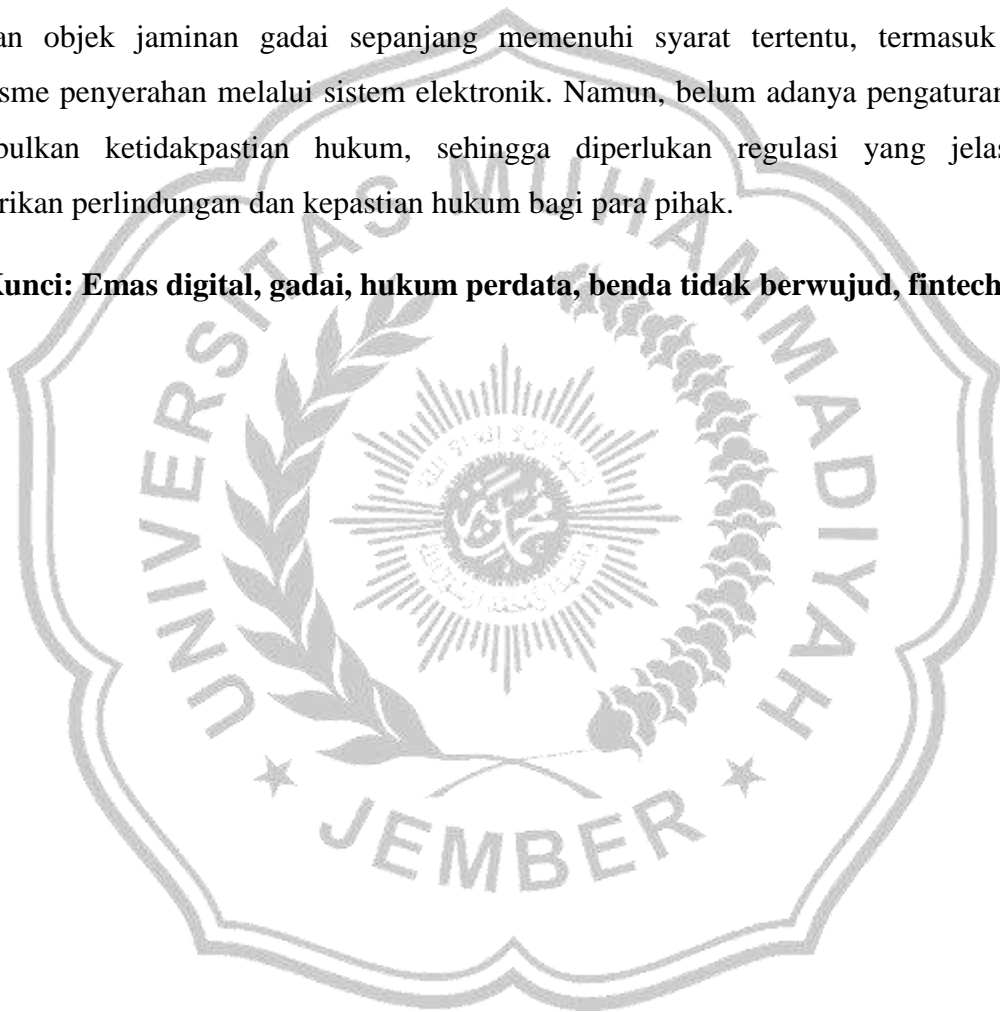 an objek jaminan gadai sepanjang memenuhi syarat tertentu, termasuk
sme penyerahan melalui sistem elektronik. Namun, belum adanya pengaturan
bulkan ketidakpastian hukum, sehingga diperlukan regulasi yang jelas
rikan perlindungan dan kepastian hukum bagi para pihak.
Kunci: Emas digital, gadai, hukum perdata, benda tidak berwujud, fintech
UNIVERSITAS MUHAMMADIYAH
JEMBER